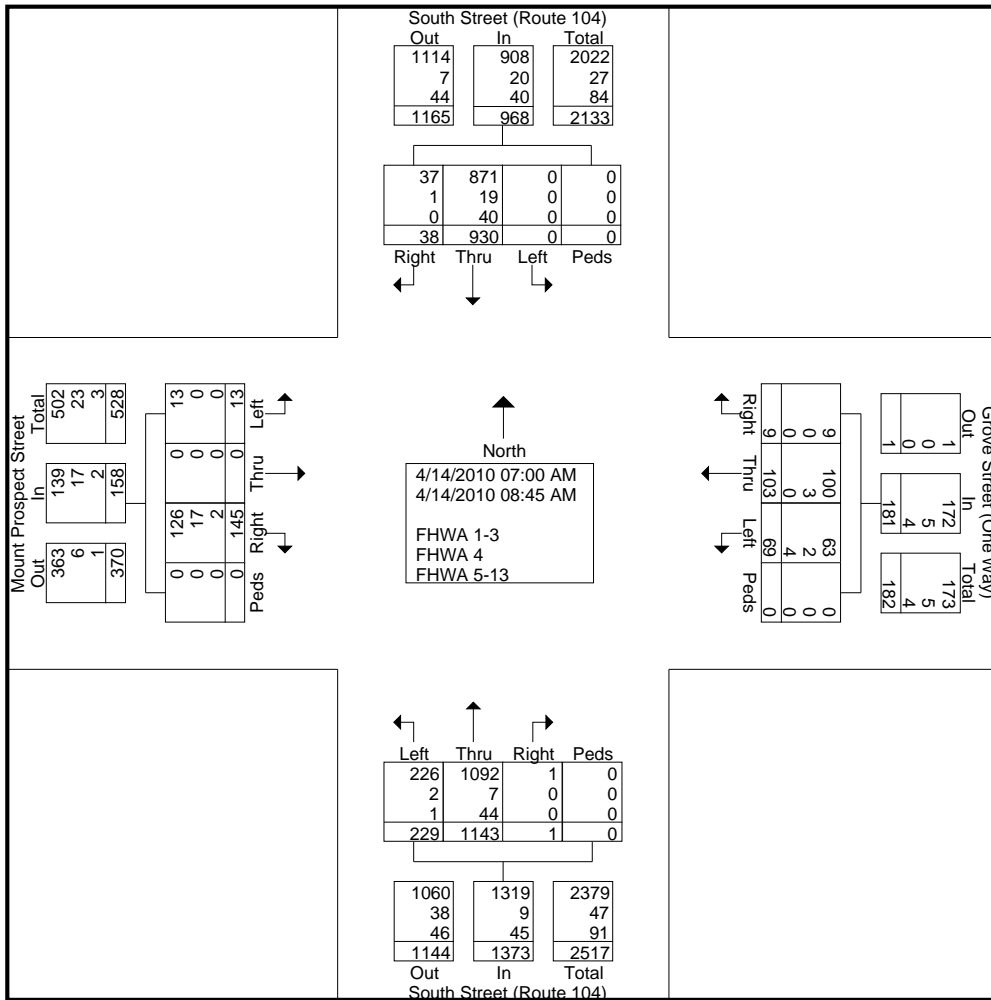 South Street (Route 104)
Out In Total
1114 908 2022
7 20 27
44 40 84
1165 968 2133
37 871 0 0
1 19 0 0
0 40 0 0
38 930 0 0
Right Thru Left Peds
Mount Prospect Street
Total In Out
502 139 363
23 17 6
3 2 1
528 158 370
13 0 126 0
0 0 17 0
0 0 2 0
13 0 145 0
Left Thru Right Peds
North
4/14/2010 07:00 AM
4/14/2010 08:45 AM
FHWA 1-3
FHWA 4
FHWA 5-13
Right Thru Left Peds
9 100 63 0
0 3 2 0
0 0 4 0
9 103 69 0
Grove Street (One Way)
Out In Total
1 172 173
0 5 5
0 4 4
1 181 182
Left Thru Right Peds
226 1092 1 0
2 7 0 0
1 44 0 0
229 1143 1 0
1060 1319 2379
38 9 47
46 45 91
1144 1373 2517
Out In Total
South Street (Route 104)